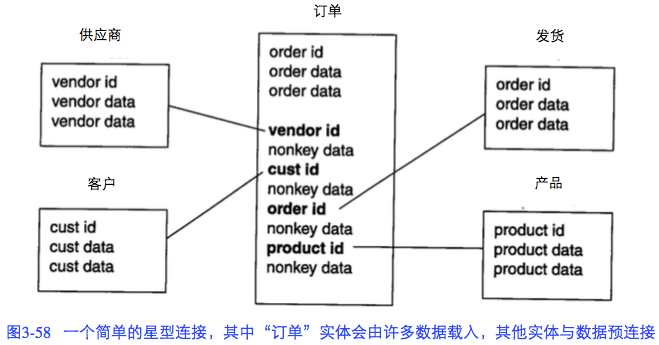 供应商
vendor id
vendor data
vendor data
客户
cust id
cust data
cust data
订单
order id
order data
order data
vendor id
nonkey data
cust id
nonkey data
order id
nonkey data
product id
nonkey data
发货
order id
order data
order data
产品
product id
product data
product data
图3-58 一个简单的星型连接，其中“订单”实体会由许多数据载入，其他实体与数据预连接